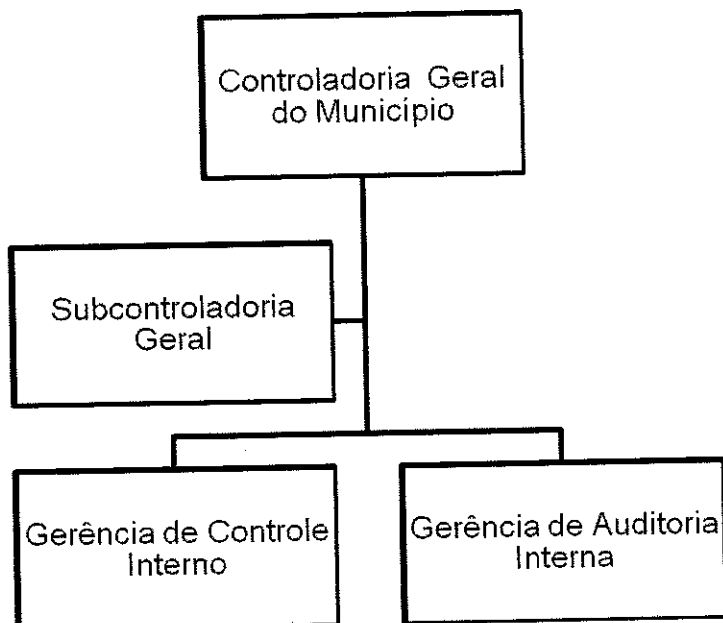 Controladoria Geral
do Município
Subcontroladoria
Geral
Gerência de Controle
Interno
Gerência de Auditoria
Interna